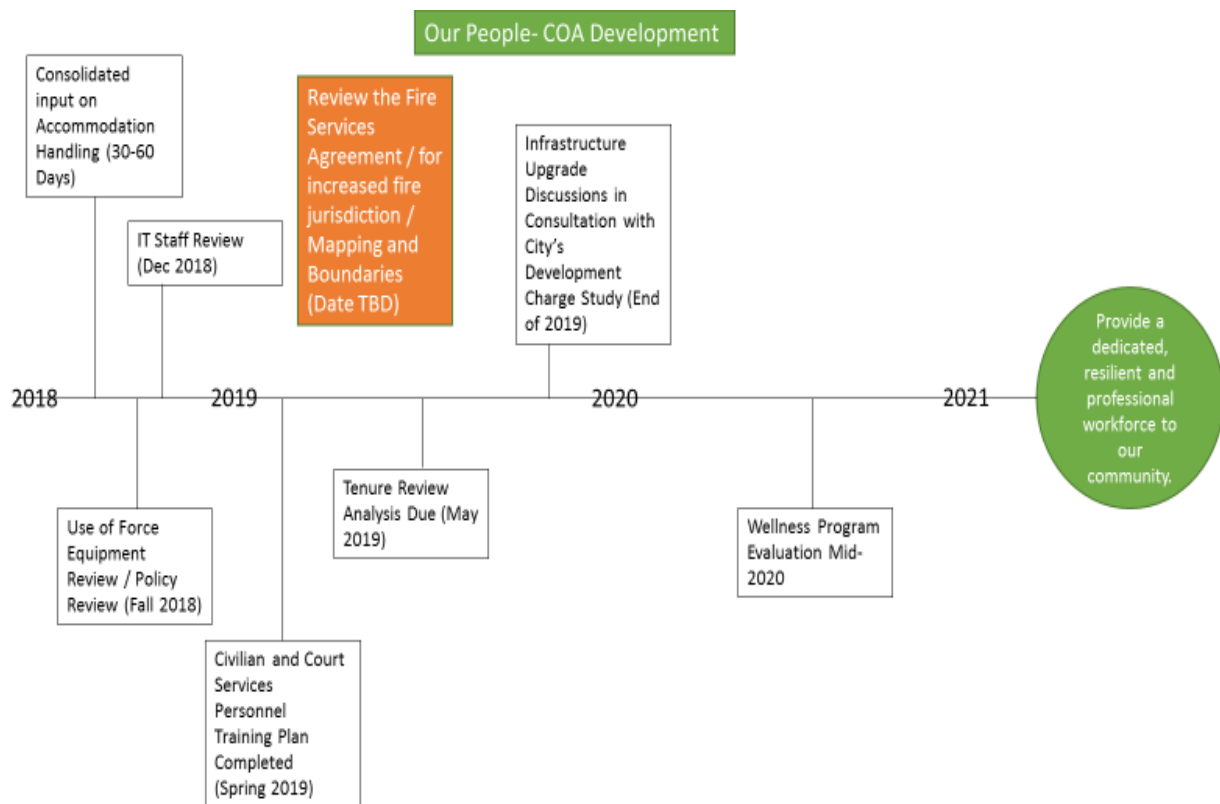 Our People- COA Development
Consolidated
input on
Accommodation
Handling (30-60
Days)
IT Staff Review
(Dec 2018)
Review the Fire
Services
Agreement / for
increased fire
jurisdiction /
Mapping and
Boundaries
(Date TBD)
Infrastructure
Upgrade
Discussions in
Consultation with
City's
Development
Charge Study (End
of 2019)
2018
2019
2020
2021
Provide a
dedicated,
resilient and
professional
workforce to
our
community.
Use of Force
Equipment
Review / Policy
Review (Fall 2018)
Civilian and Court
Services
Personnel
Training Plan
Completed
(Spring 2019)
Tenure Review
Analysis Due (May
2019)
Wellness Program
Evaluation Mid-
2020